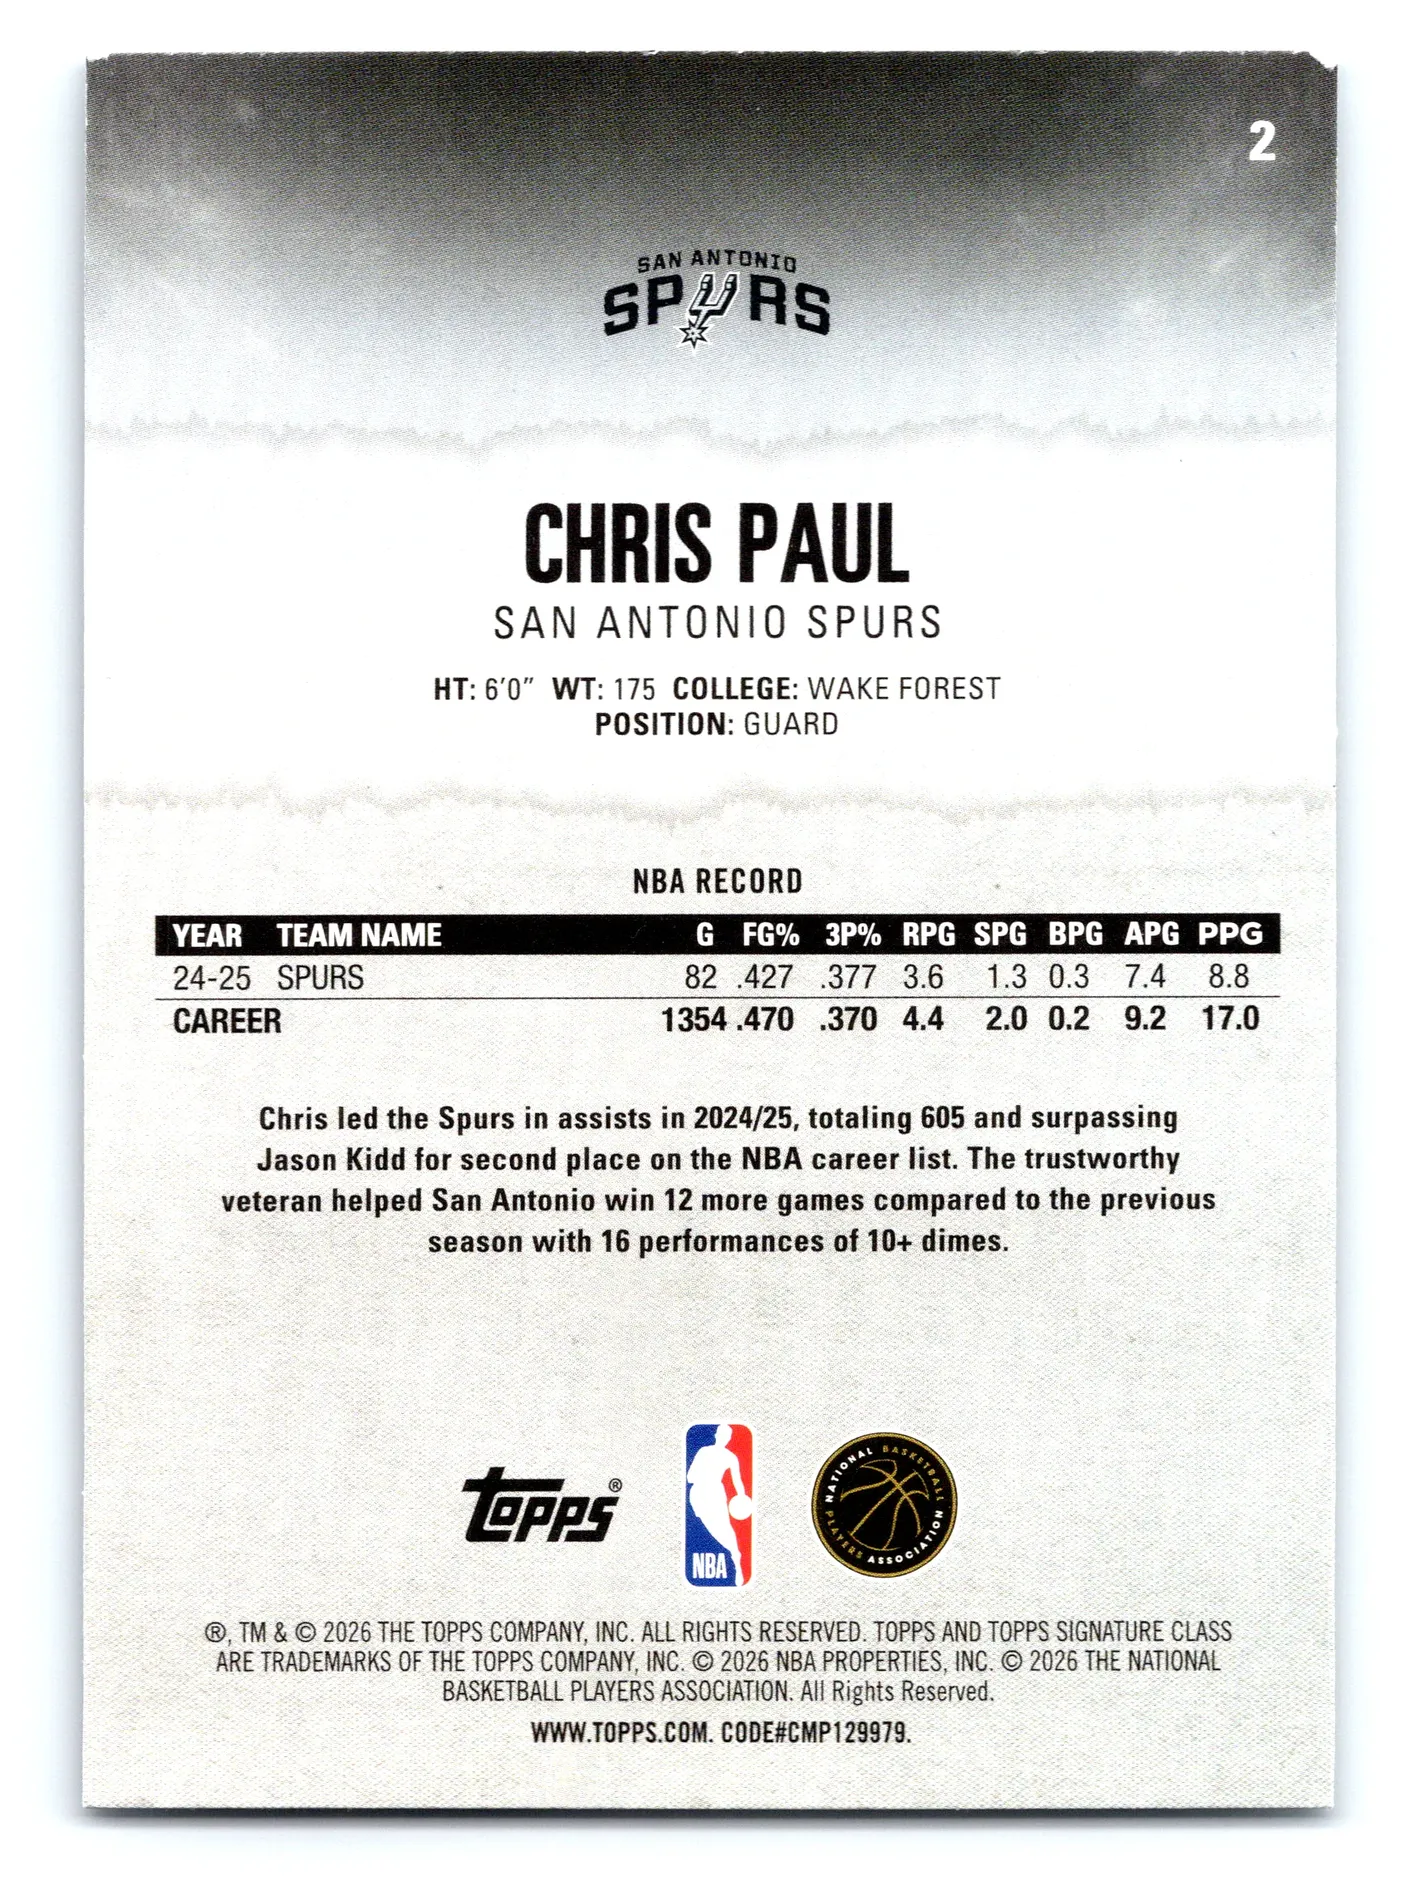 2
SAN ANTONIO
SPURS
CHRIS PAUL
SAN ANTONIO SPURS
HT: 6'0" WT: 175 COLLEGE: WAKE FOREST
POSITION: GUARD
NBA RECORD
YEAR TEAM NAME G FG% 3P% RPG SPG BPG APG PPG
24-25 SPURS 82 .427 .377 3.6 1.3 0.3 7.4 8.8
CAREER 1354 .470 .370 4.4 2.0 0.2 9.2 17.0
Chris led the Spurs in assists in 2024/25, totaling 605 and surpassing
Jason Kidd for second place on the NBA career list. The trustworthy
veteran helped San Antonio win 12 more games compared to the previous
season with 16 performances of 10+ dimes.
topps®
NBA
NATIONAL BASKETBALL PLAYERS ASSOCIATION
®, TM & © 2026 THE TOPPS COMPANY, INC. ALL RIGHTS RESERVED. TOPPS AND TOPPS SIGNATURE CLASS
ARE TRADEMARKS OF THE TOPPS COMPANY, INC. © 2026 NBA PROPERTIES, INC. © 2026 THE NATIONAL
BASKETBALL PLAYERS ASSOCIATION. All Rights Reserved.
WWW.TOPPS.COM. CODE#CMP129979.